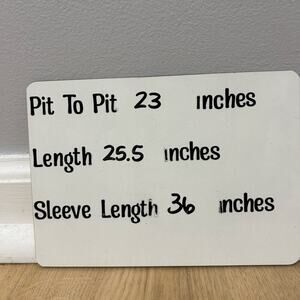 Pit To Pit 23 inches
Length 25.5 inches
Sleeve Length 36 inches